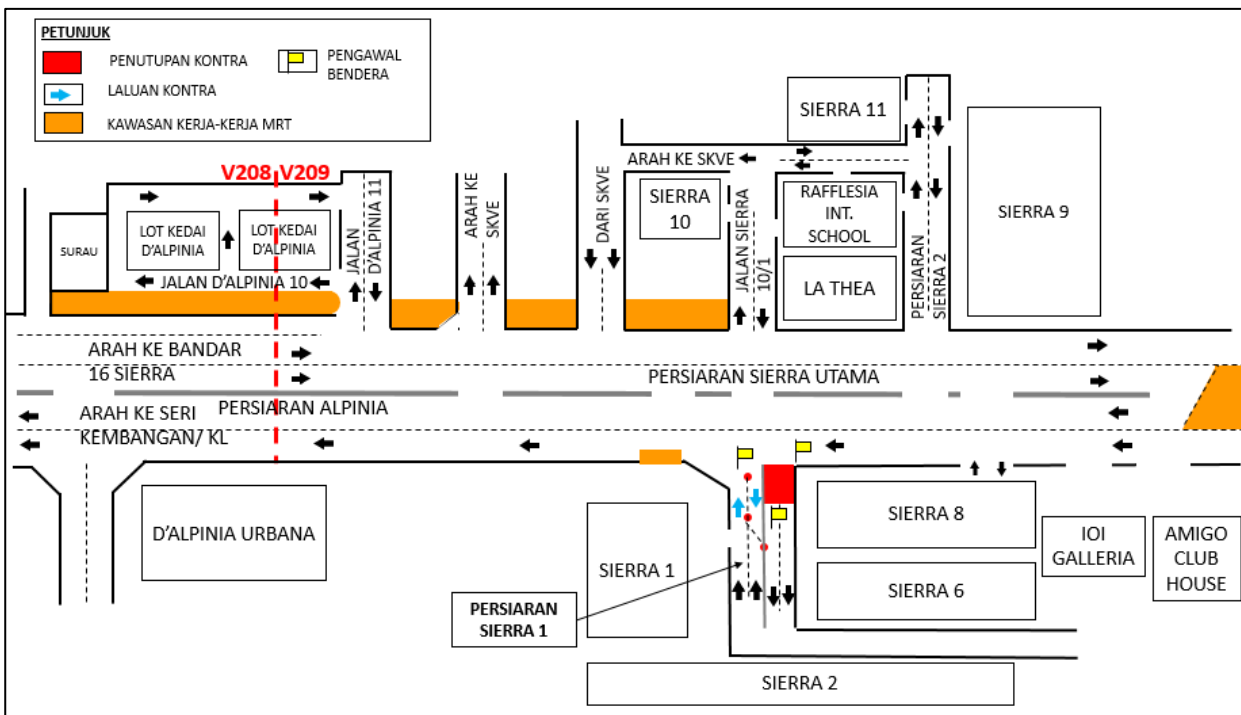 PETUNJUK
PENUTUPAN KONTRA
PENGAWAL
BENDERA
LALUAN KONTRA
KAWASAN KERJA-KERJA MRT
V208
V209
SURAU
LOT KEDAI
D'ALPINIA
LOT KEDAI
D'ALPINIA
JALAN D'ALPINIA 10
JALAN
D'ALPINIA 11
ARAH KE
SKVE
DARI SKVE
ARAH KE SKVE
SIERRA
10
JALAN SIERRA
10/1
SIERRA 11
RAFFLESIA
INT.
SCHOOL
LA THEA
PERSIARAN
SIERRA 2
SIERRA 9
ARAH KE BANDAR
16 SIERRA
PERSIARAN SIERRA UTAMA
PERSIARAN ALPINIA
ARAH KE SERI
KEMBANGAN/ KL
D'ALPINIA URBANA
SIERRA 1
PERSIARAN
SIERRA 1
SIERRA 8
SIERRA 6
IOI
GALLERIA
AMIGO
CLUB
HOUSE
SIERRA 2